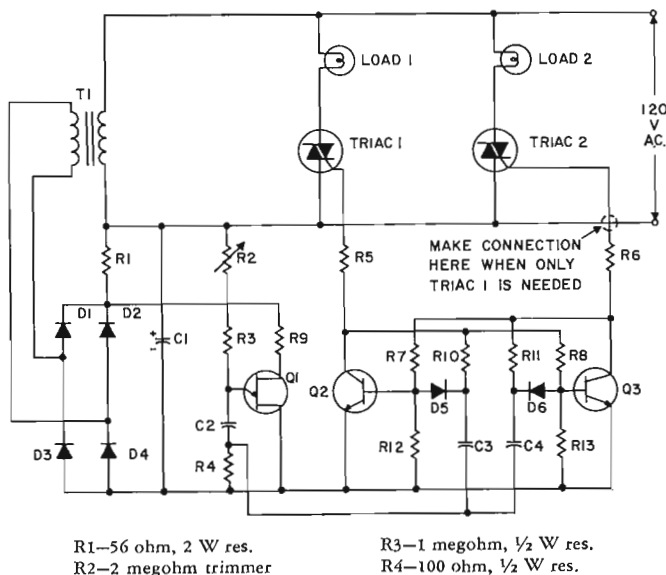 LOAD 1
LOAD 2
T1
TRIAC 1
TRIAC 2
120
V
AC.
MAKE CONNECTION
HERE WHEN ONLY
TRIAC 1 IS NEEDED
R1
R2
R5
R6
D1
D2
C1
+
-
R3
R9
Q1
Q2
R7
R10
R11
R8
Q3
D5
D6
C2
R4
D3
D4
R12
C3
C4
R13
R1—56 ohm, 2 W res.
R2—2 megohm trimmer
R3—1 megohm, ½ W res.
R4—100 ohm, ½ W res.